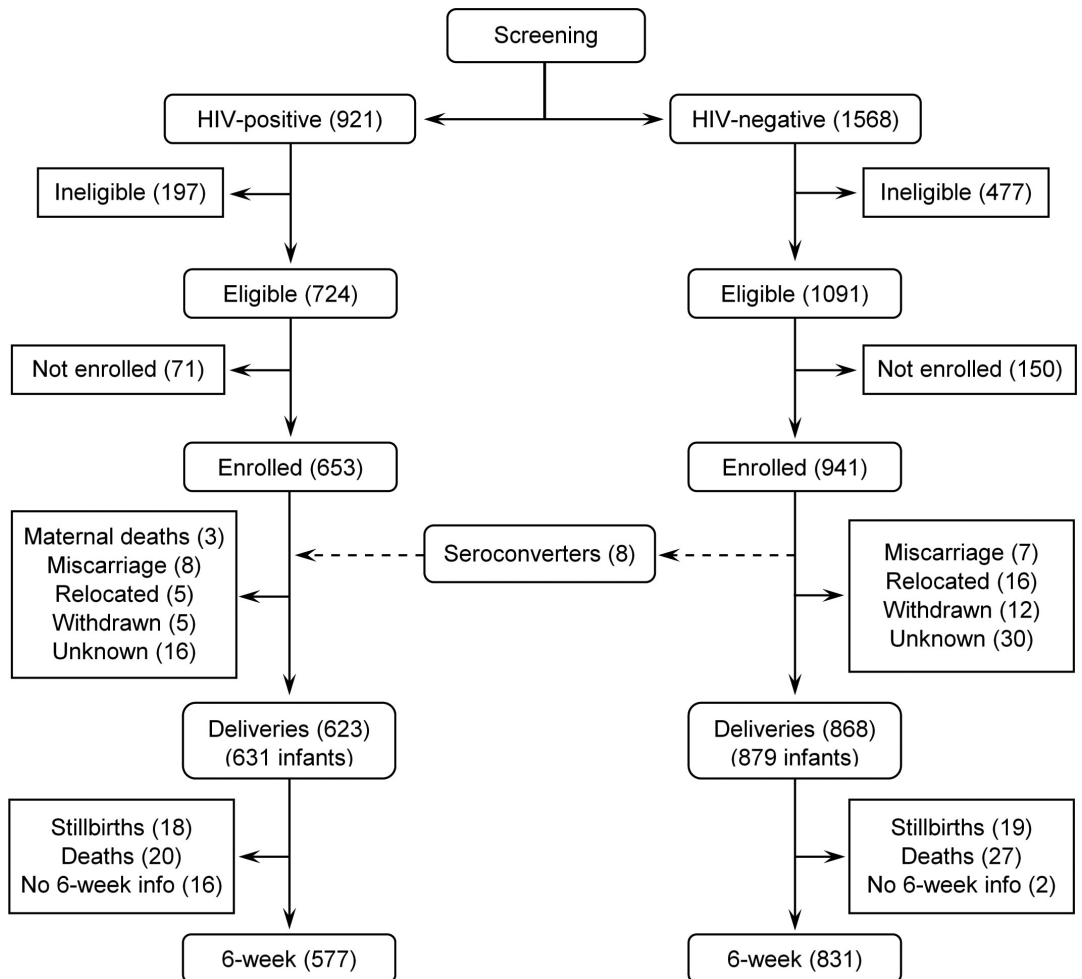 Screening
HIV-positive (921)
HIV-negative (1568)
Ineligible (197)
Ineligible (477)
Eligible (724)
Eligible (1091)
Not enrolled (71)
Not enrolled (150)
Enrolled (653)
Enrolled (941)
Maternal deaths (3)
Miscarriage (8)
Relocated (5)
Withdrawn (5)
Unknown (16)
Seroconverters (8)
Miscarriage (7)
Relocated (16)
Withdrawn (12)
Unknown (30)
Deliveries (623)
(631 infants)
Deliveries (868)
(879 infants)
Stillbirths (18)
Deaths (20)
No 6-week info (16)
Stillbirths (19)
Deaths (27)
No 6-week info (2)
6-week (577)
6-week (831)